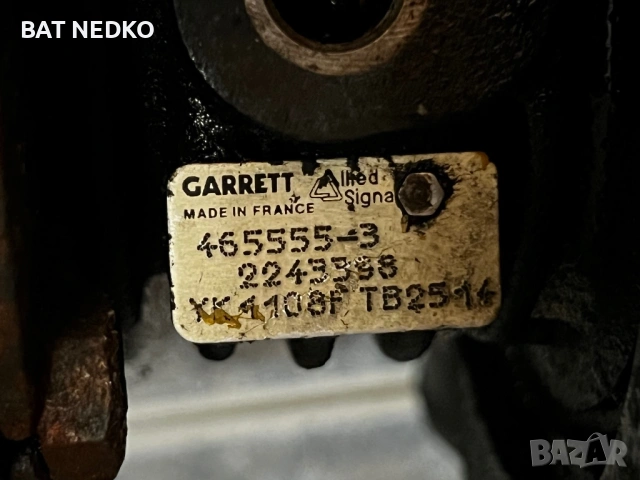 BAT NEDKO
GARRETT Allied
Signal
MADE IN FRANCE
465555-3
2243398
TB2514
BAZAR